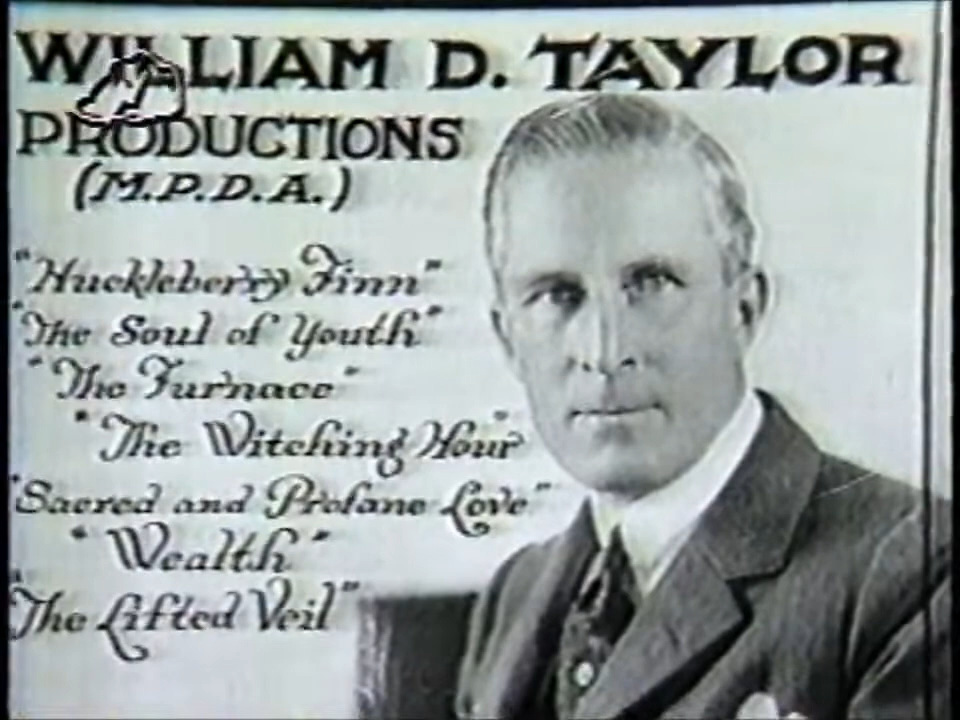 WILLIAM D. TAYLOR
PRODUCTIONS
(M.P.D.A.)
"Huckleberry Finn"
"The Soul of Youth"
"The Furnace"
"The Witching Hour"
"Sacred and Profane Love"
"Wealth"
"The Lifted Veil"